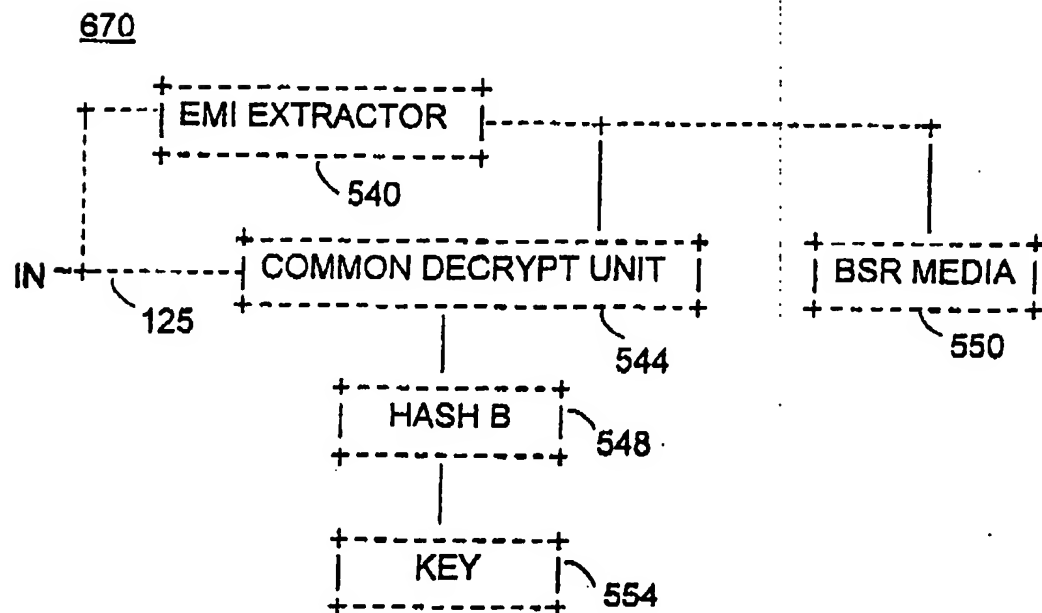 670
EMI EXTRACTOR
540
IN
COMMON DECRYPT UNIT
BSR MEDIA
125
544
550
HASH B
548
KEY
554